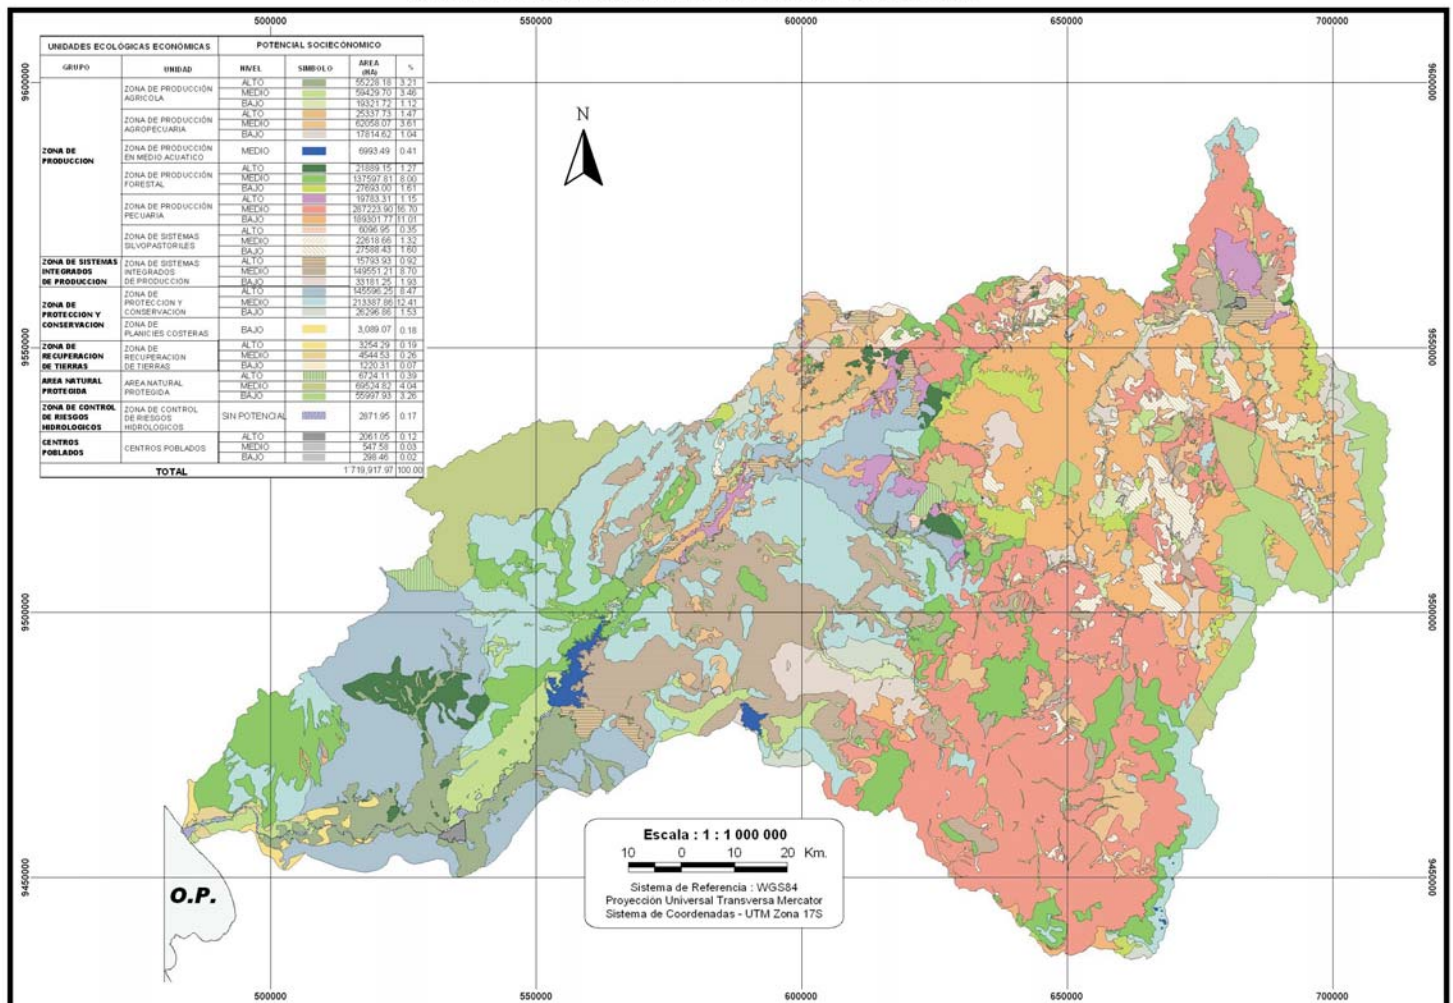 500000 550000 600000 650000 700000
UNIDADES ECOLÓGICAS ECONÓMICAS POTENCIAL SOCIECÓNOMICO
GRUPO UNIDAD NIVEL SIMBOLO AREA (HA) %
ZONA DE PRODUCCION
ZONA DE PRODUCCIÓN AGRICOLA
ALTO 55228.18 3.21
MEDIO 59429.70 3.46
BAJO 19321.72 1.12
ZONA DE PRODUCCIÓN AGROPECUARIA
ALTO 25337.73 1.47
MEDIO 62058.07 3.61
BAJO 17814.62 1.04
ZONA DE PRODUCCIÓN EN MEDIO ACUATICO
MEDIO 6993.49 0.41
ZONA DE PRODUCCIÓN FORESTAL
ALTO 21889.15 1.27
MEDIO 137597.81 8.00
BAJO 27693.00 1.61
ZONA DE PRODUCCIÓN PECUARIA
ALTO 19783.31 1.15
MEDIO 287223.90 16.70
BAJO 189301.77 11.01
ZONA DE SISTEMAS SILVOPASTORILES
ALTO 6096.95 0.35
MEDIO 22618.66 1.32
BAJO 27588.43 1.60
ZONA DE SISTEMAS INTEGRADOS DE PRODUCCION
ZONA DE SISTEMAS INTEGRADOS DE PRODUCCIÓN
ALTO 15793.93 0.92
MEDIO 149551.21 8.70
BAJO 33181.25 1.93
ZONA DE PROTECCION Y CONSERVACION
ZONA DE PROTECCION Y CONSERVACION
ALTO 145596.25 8.47
MEDIO 213387.86 12.41
BAJO 26296.86 1.53
ZONA DE PLANICIES COSTERAS
BAJO 3,089.07 0.18
ZONA DE RECUPERACION DE TIERRAS
ZONA DE RECUPERACION DE TIERRAS
ALTO 3254.29 0.19
MEDIO 4544.53 0.26
BAJO 1220.31 0.07
AREA NATURAL PROTEGIDA
AREA NATURAL PROTEGIDA
ALTO 6724.11 0.39
MEDIO 69524.82 4.04
BAJO 55997.93 3.26
ZONA DE CONTROL DE RIESGOS HIDROLOGICOS
ZONA DE CONTROL DE RIESGOS HIDROLOGICOS
SIN POTENCIAL 2871.95 0.17
CENTROS POBLADOS
CENTROS POBLADOS
ALTO 2061.05 0.12
MEDIO 547.58 0.03
BAJO 298.46 0.02
TOTAL 1'719,917.97 100.00
N
9600000 9600000
9550000 9550000
9500000 9500000
9450000 9450000
O.P.
Escala : 1 : 1 000 000
10 0 10 20 Km.
Sistema de Referencia : WGS84
Proyección Universal Transversa Mercator
Sistema de Coordenadas - UTM Zona 17S
500000 550000 600000 650000 700000